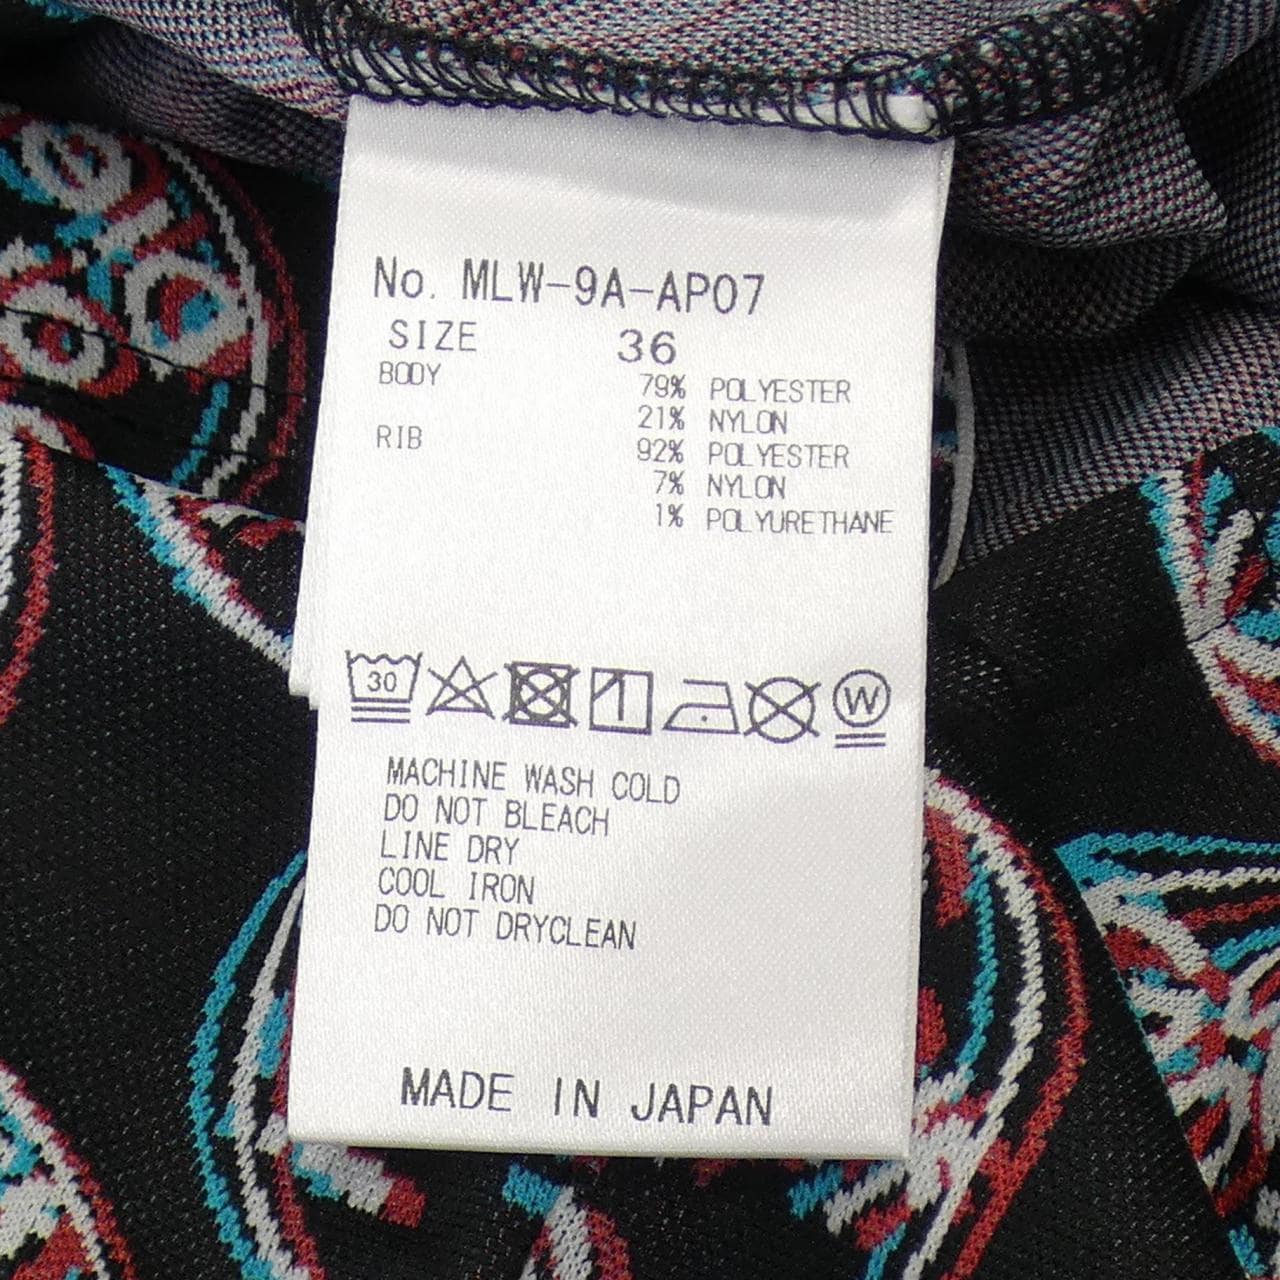 No. MLW-9A-AP07
SIZE 36
BODY 79% POLYESTER
21% NYLON
RIB 92% POLYESTER
7% NYLON
1% POLYURETHANE
30 W
MACHINE WASH COLD
DO NOT BLEACH
LINE DRY
COOL IRON
DO NOT DRYCLEAN
MADE IN JAPAN